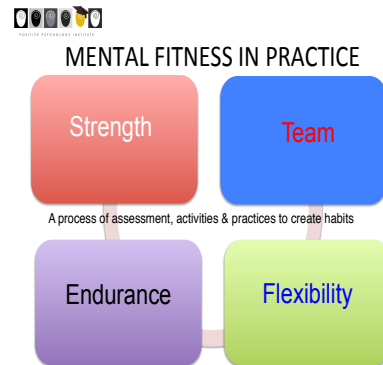 POSITIVE PSYCHOLOGY INSTITUTE
MENTAL FITNESS IN PRACTICE
Strength
Team
A process of assessment, activities & practices to create habits
Endurance
Flexibility